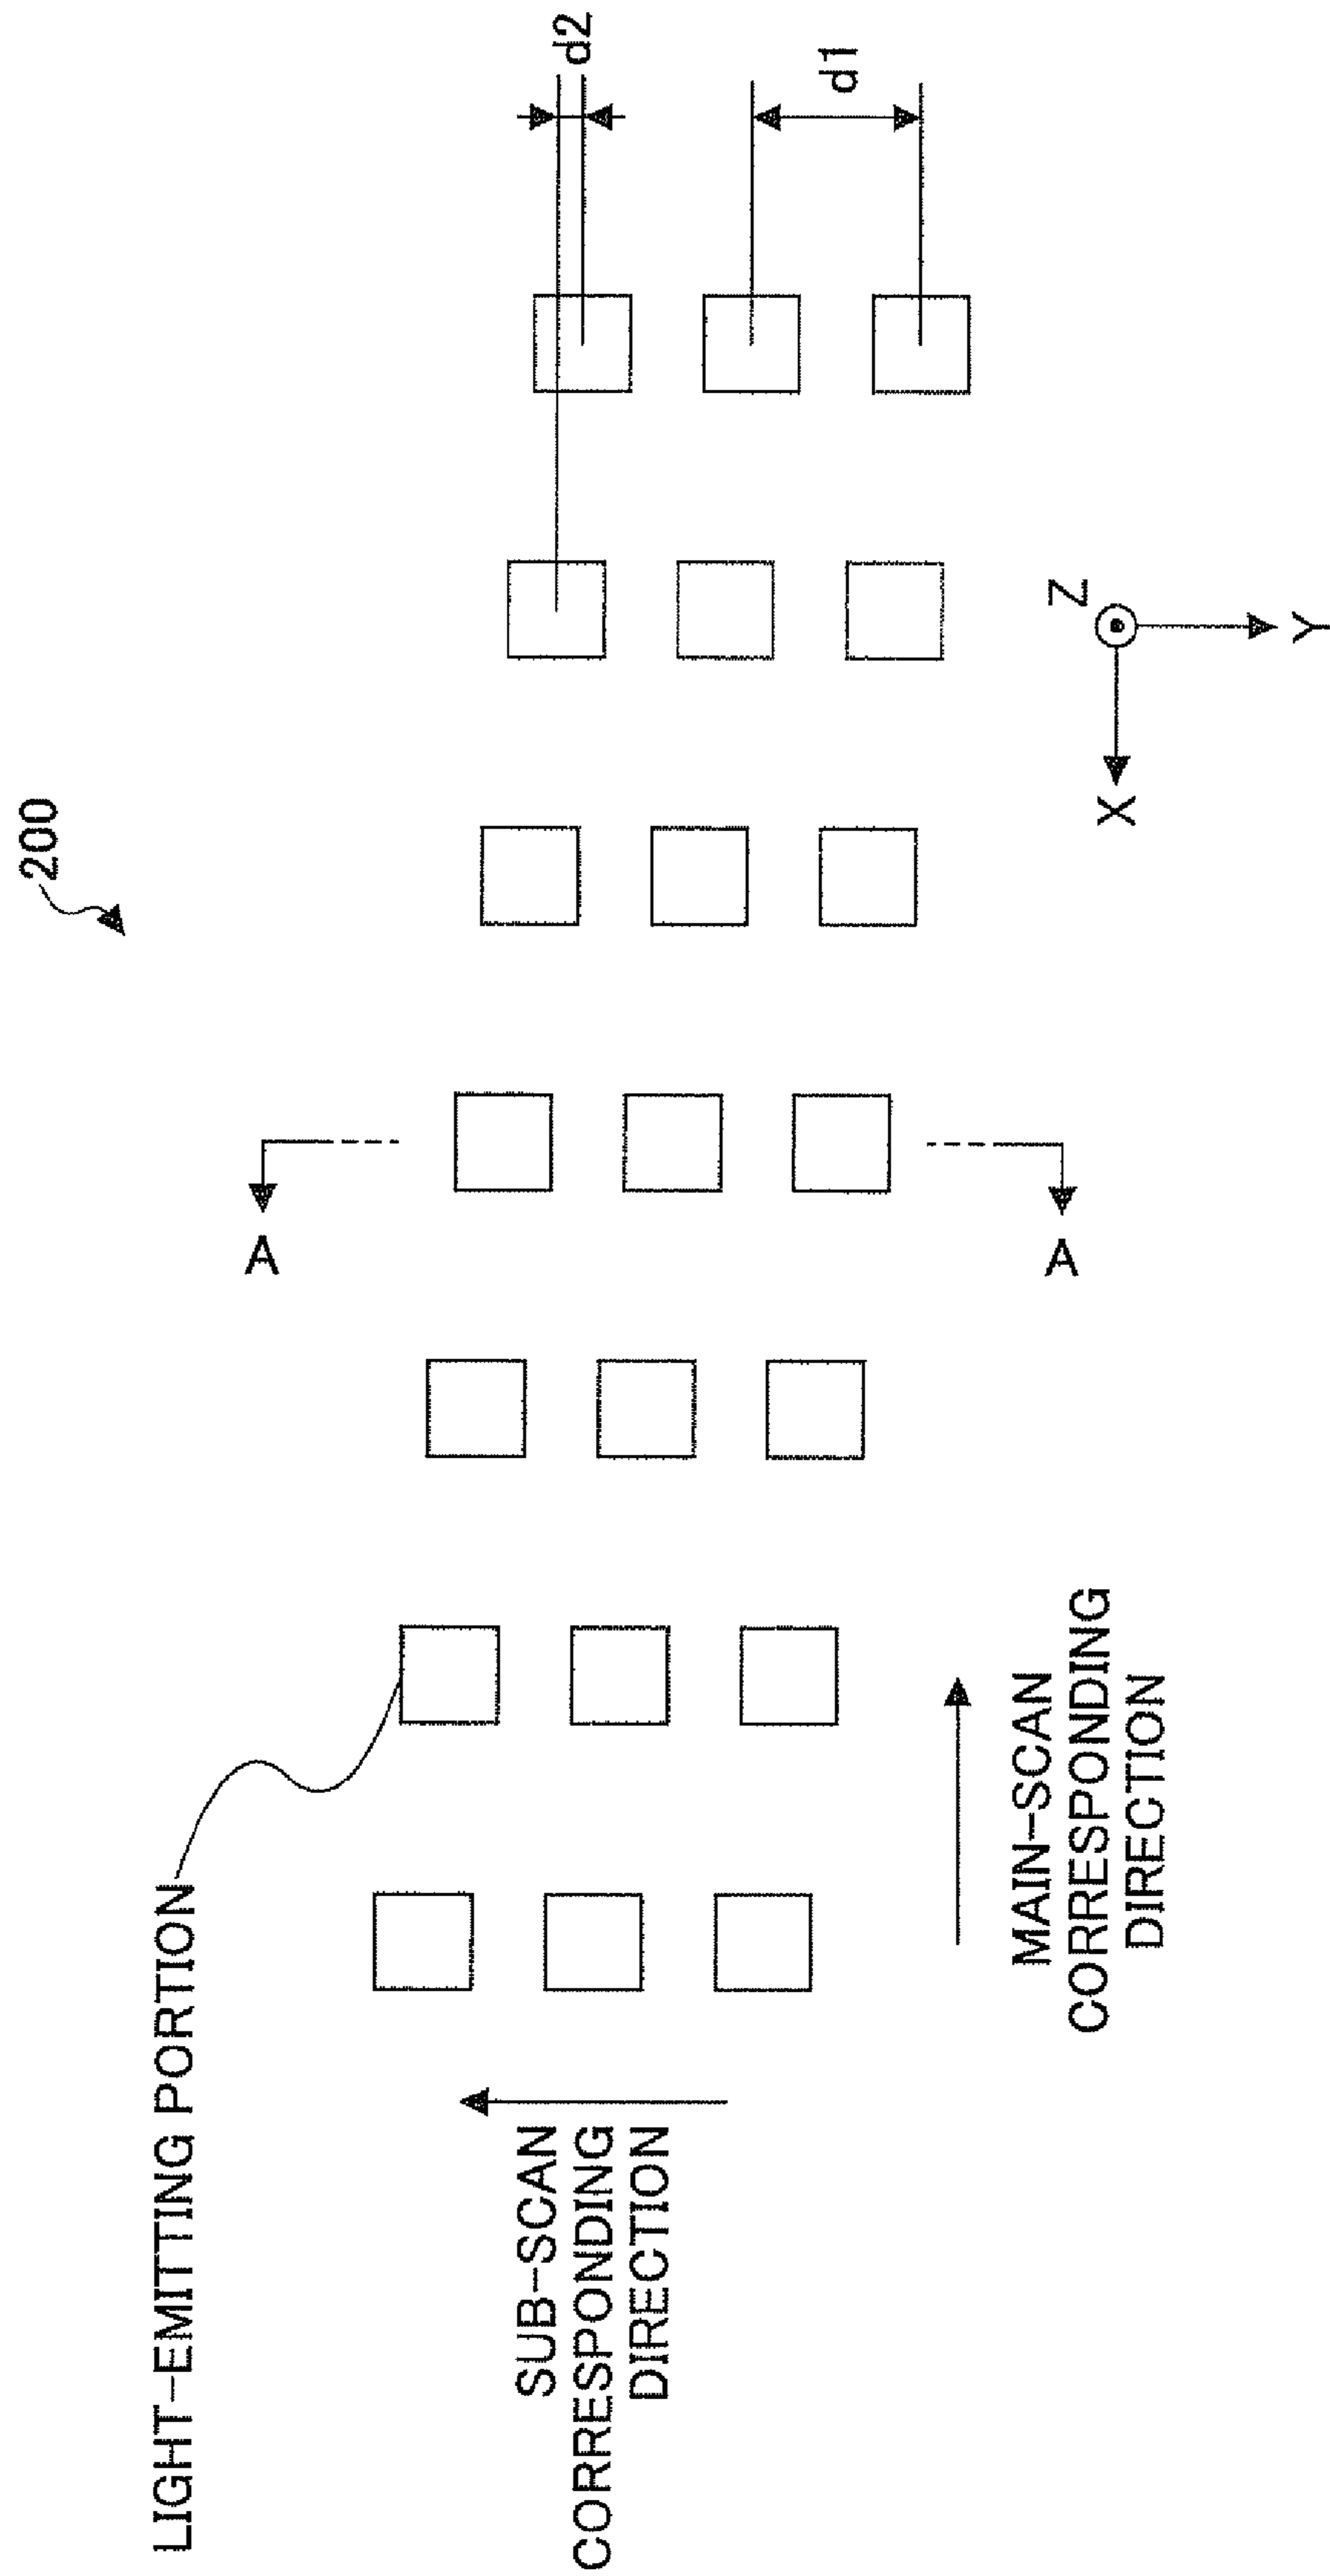 200
LIGHT-EMITTING PORTION
A
SUB-SCAN
CORRESPONDING
DIRECTION
d2
d1
A
MAIN-SCAN
CORRESPONDING
DIRECTION
Z
X
Y